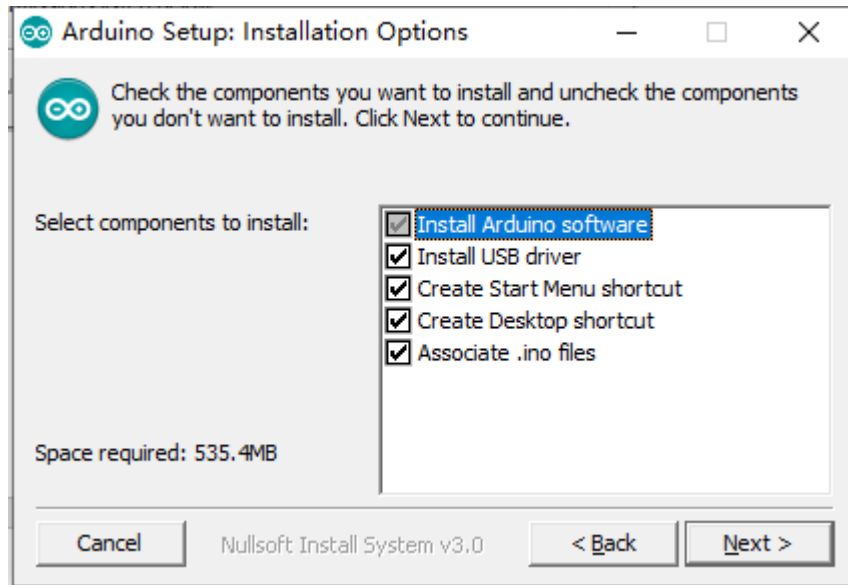 Arduino Setup: Installation Options
Check the components you want to install and uncheck the components
you don't want to install. Click Next to continue.
Select components to install:
Install Arduino software
Install USB driver
Create Start Menu shortcut
Create Desktop shortcut
Associate .ino files
Space required: 535.4MB
Cancel
Nullsoft Install System v3.0
< Back
Next >